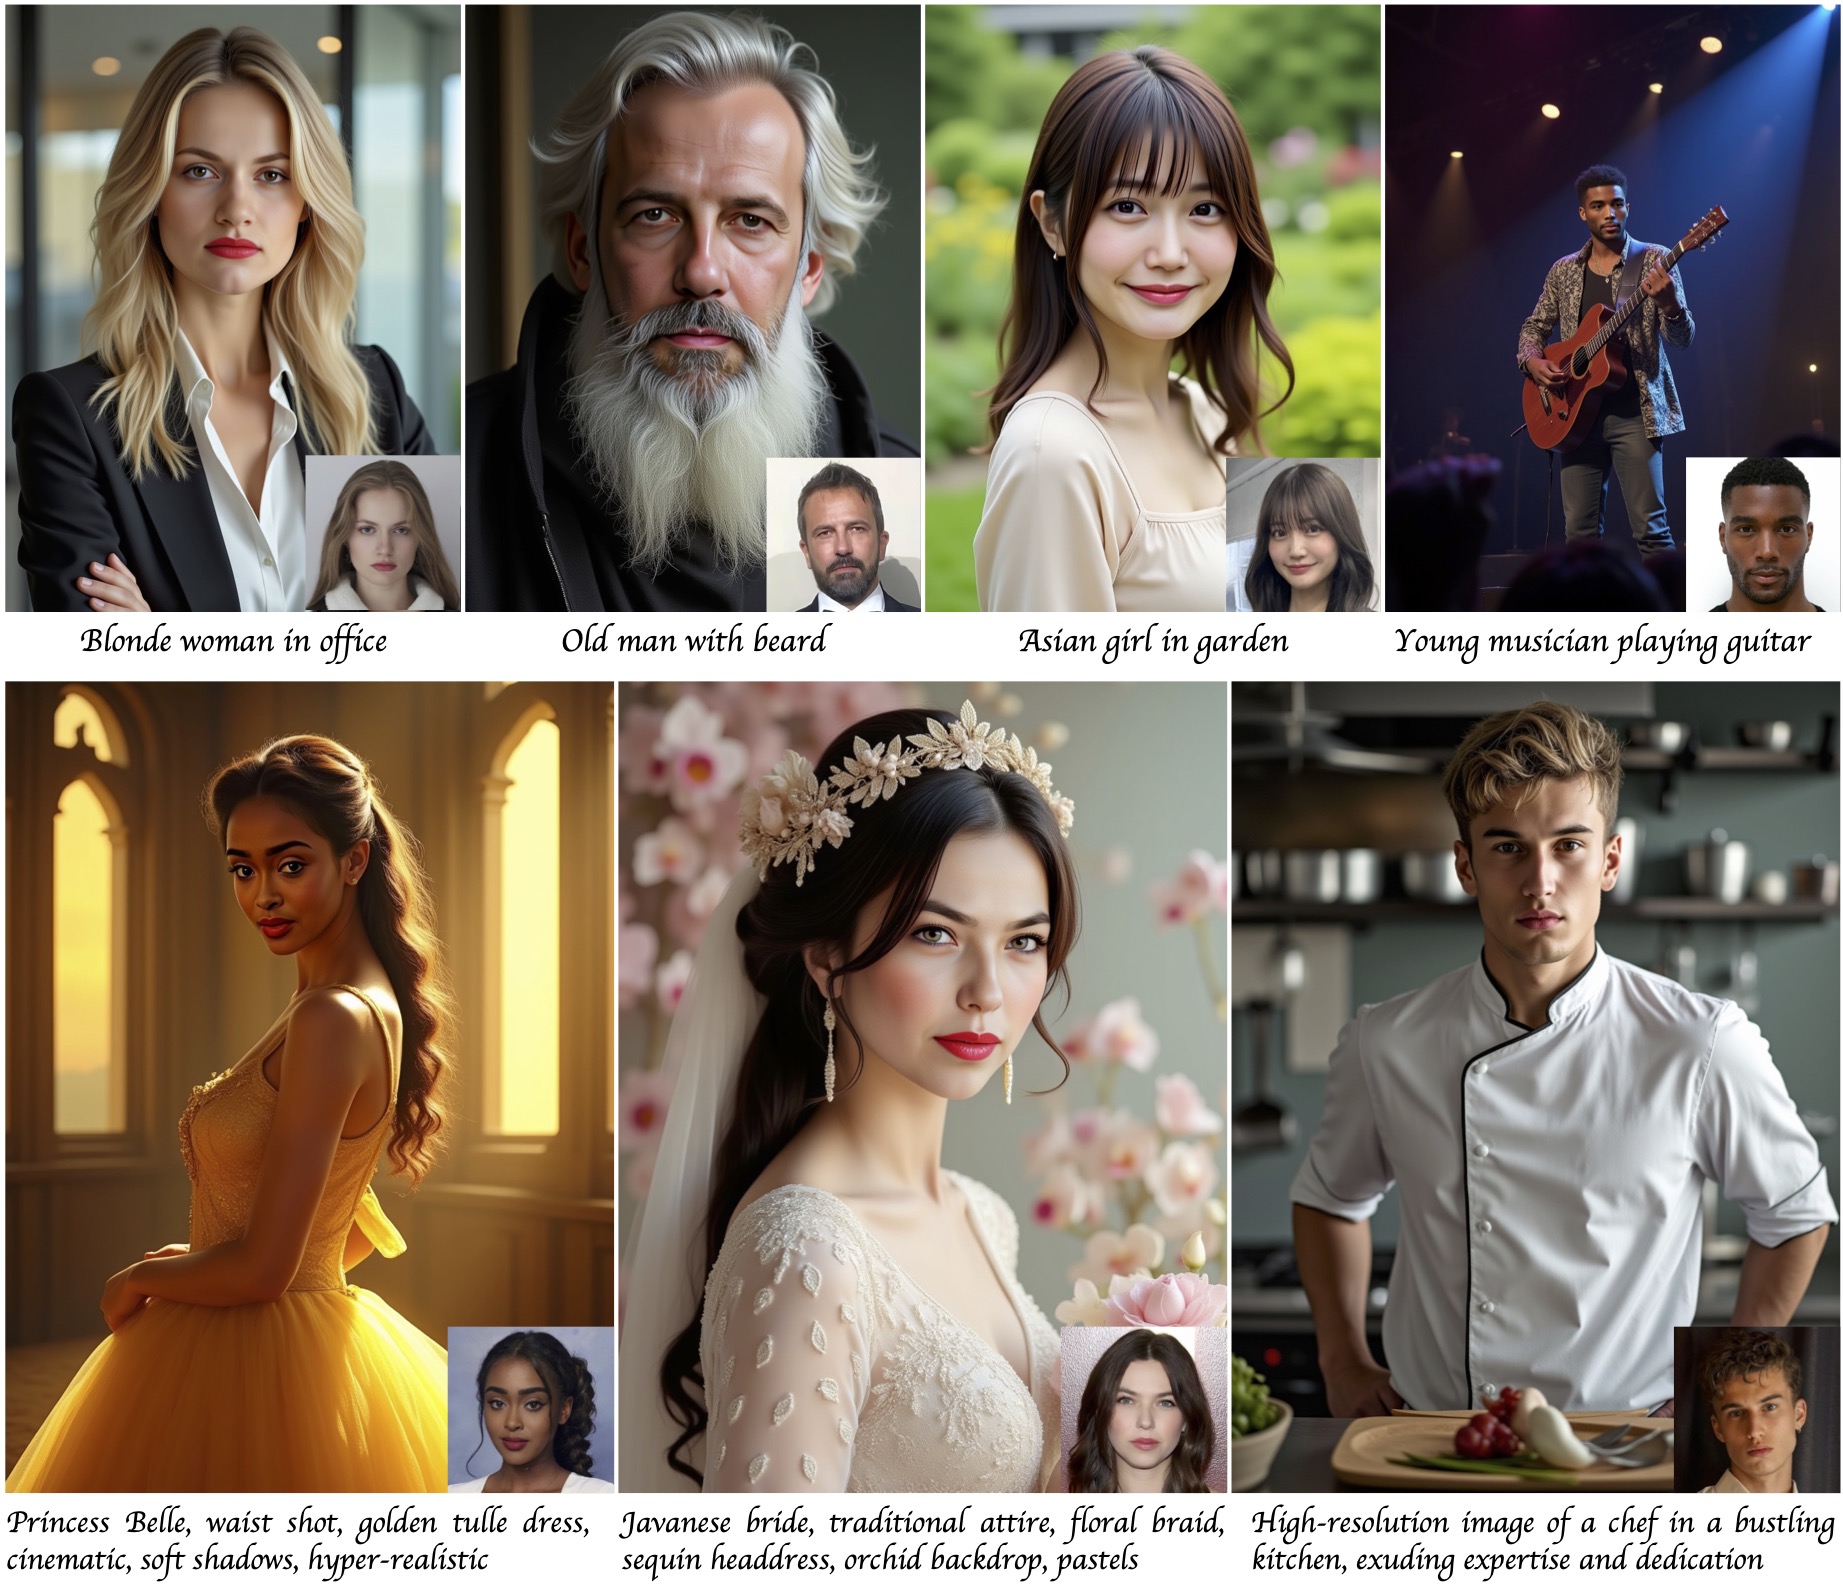 Blonde woman in office
Old man with beard
Asian girl in garden
Young musician playing guitar
Princess Belle, waist shot, golden tulle dress,
cinematic, soft shadows, hyper-realistic
Javanese bride, traditional attire, floral braid,
sequin headdress, orchid backdrop, pastels
High-resolution image of a chef in a bustling
kitchen, exuding expertise and dedication